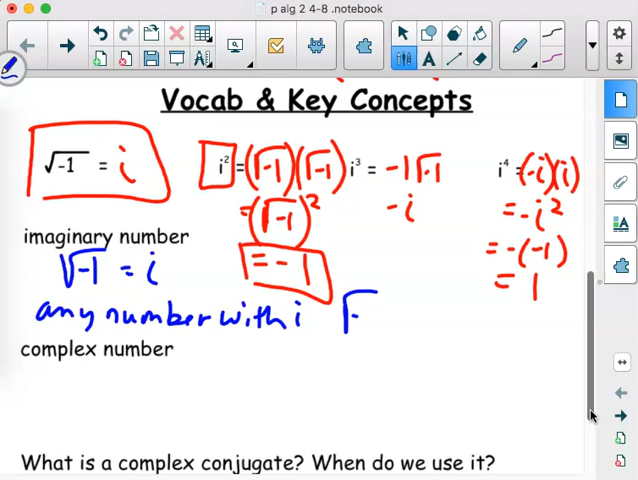 p alg 2 4-8 .notebook
Vocab & Key Concepts
√-1 = i
i² = (√-1)(√-1)
= (√-1)²
= -1
i³ = -1√-1
-i
i⁴ = (-i)(i)
= -i²
= -(-1)
= 1
imaginary number
√-1 = i
any number with i √-
complex number
What is a complex conjugate? When do we use it?